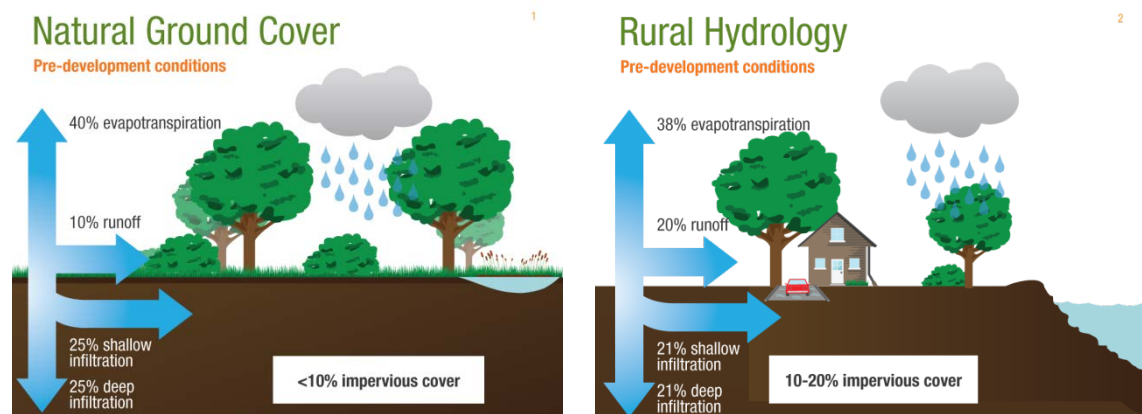 Natural Ground Cover
1
Pre-development conditions
40% evapotranspiration
10% runoff
25% shallow
infiltration
25% deep
infiltration
<10% impervious cover
Rural Hydrology
2
Pre-development conditions
38% evapotranspiration
20% runoff
21% shallow
infiltration
21% deep
infiltration
10-20% impervious cover